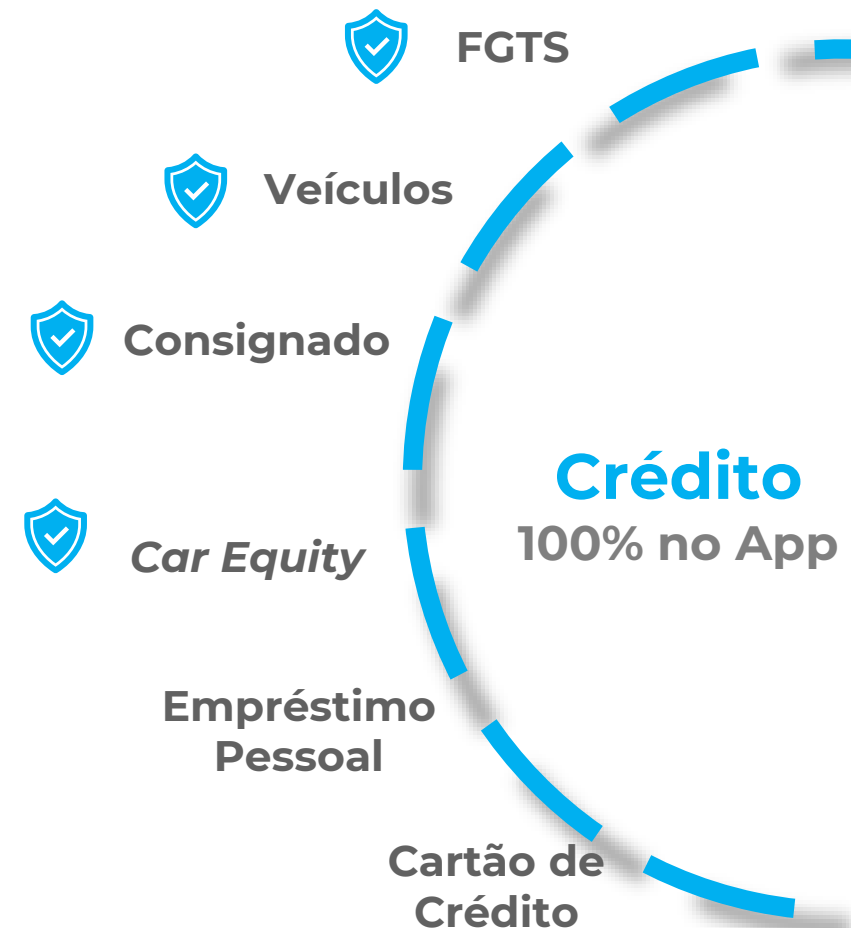 FGTS
Veículos
Consignado
Crédito
100% no App
Car Equity
Empréstimo
Pessoal
Cartão de
Crédito